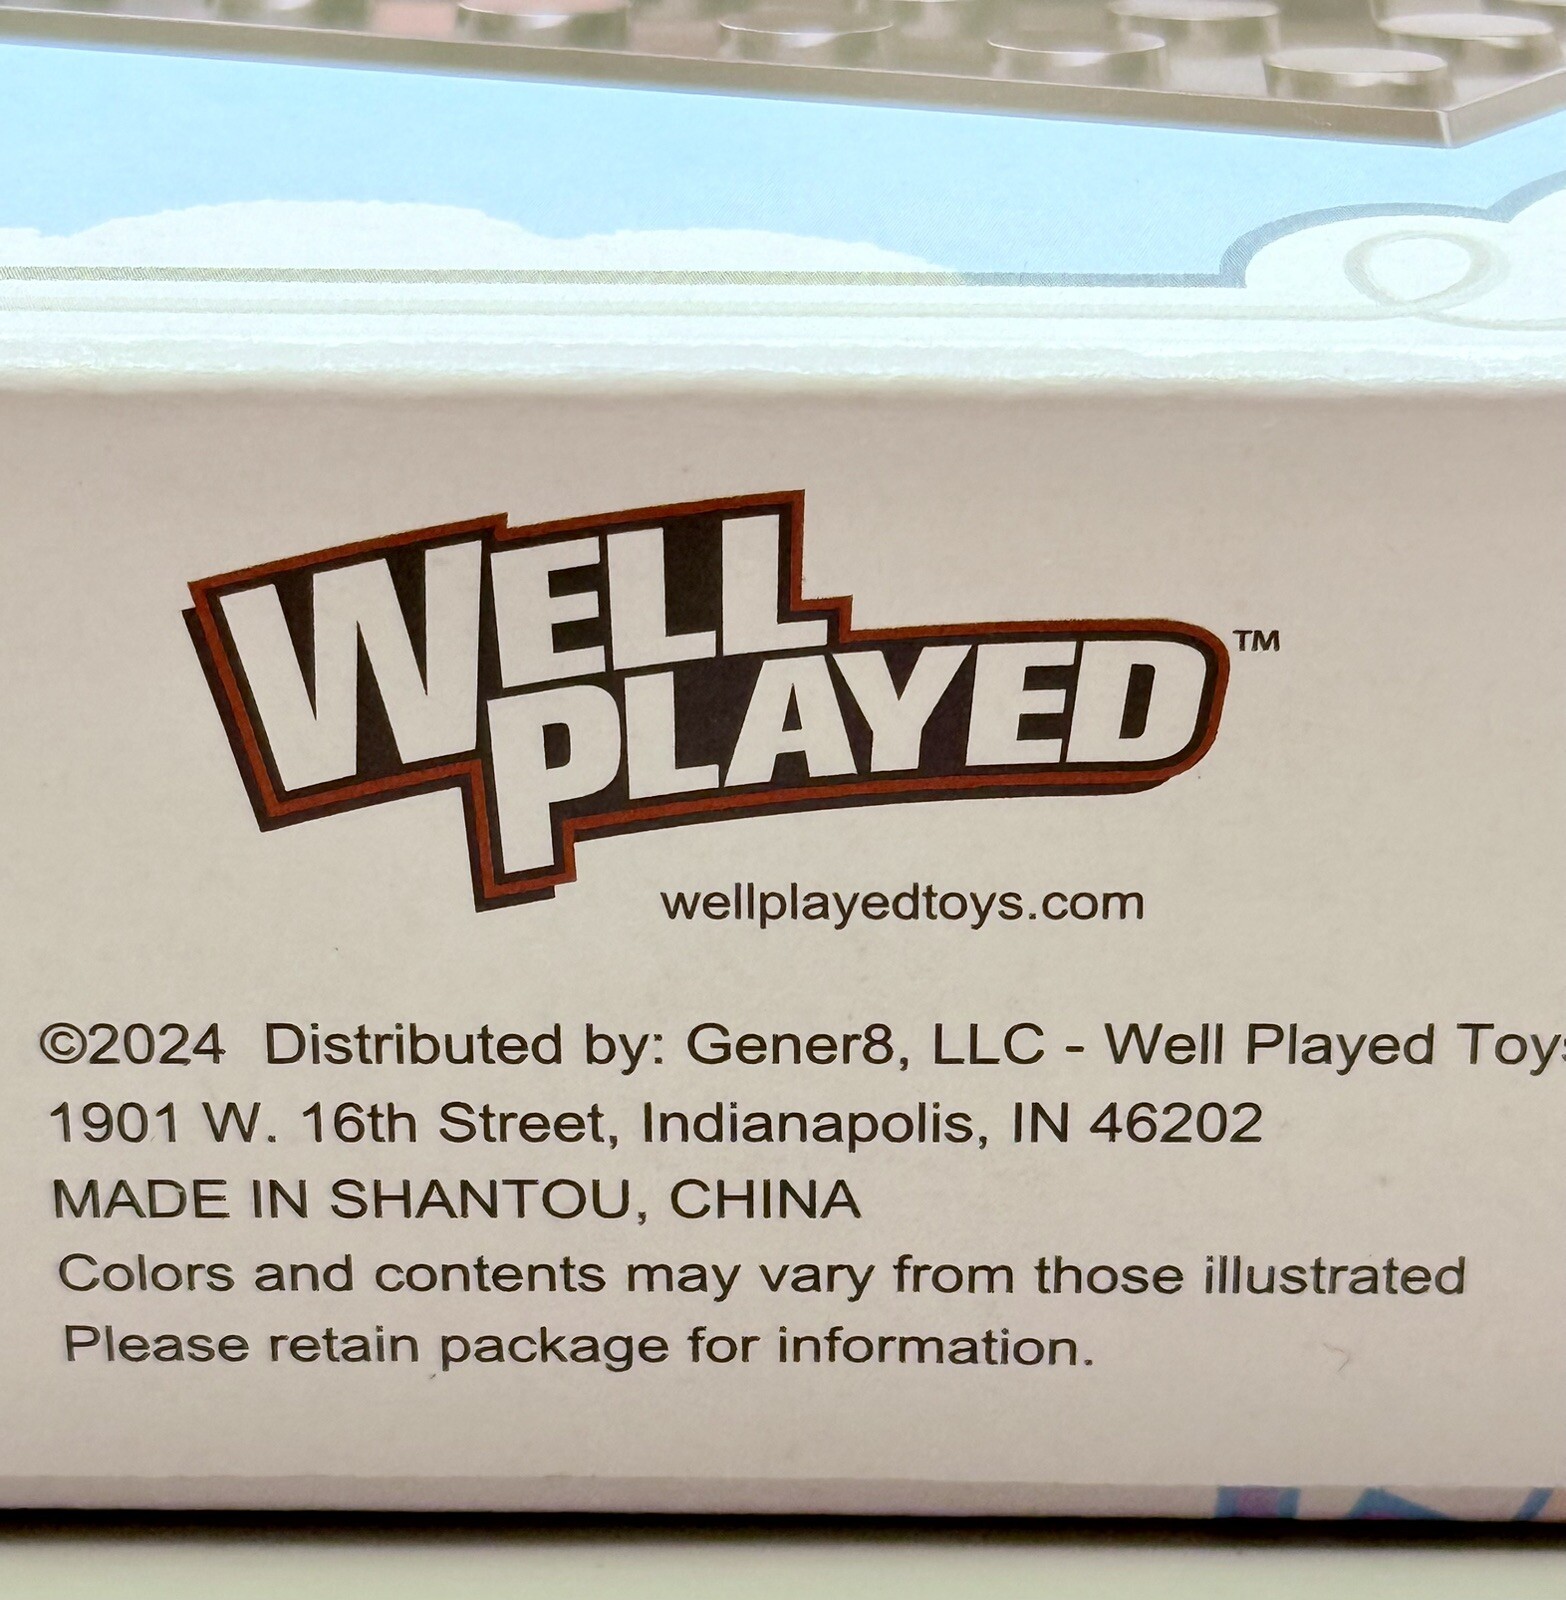 WELL
PLAYED
TM
wellplayedtoys.com
©2024 Distributed by: Gener8, LLC - Well Played Toys
1901 W. 16th Street, Indianapolis, IN 46202
MADE IN SHANTOU, CHINA
Colors and contents may vary from those illustrated
Please retain package for information.